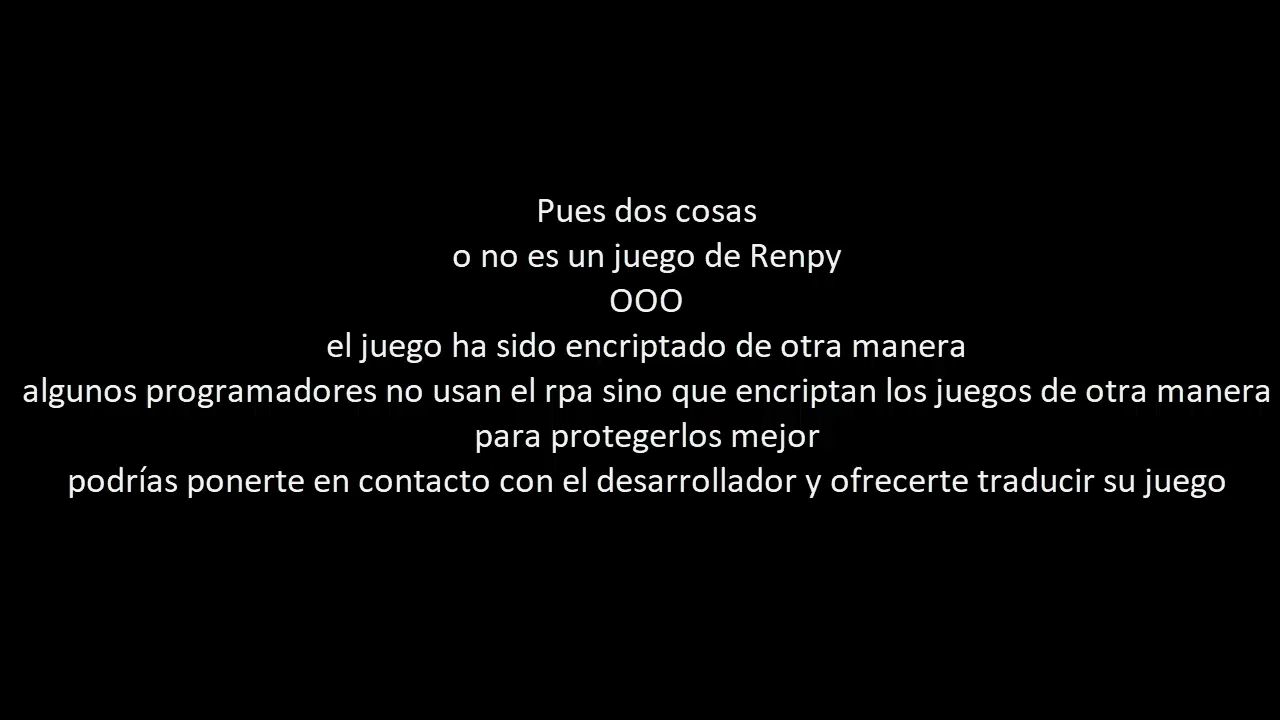 Pues dos cosas
o no es un juego de Renpy
OOO
el juego ha sido encriptado de otra manera
algunos programadores no usan el rpa sino que encriptan los juegos de otra manera
para protegerlos mejor
podrías ponerte en contacto con el desarrollador y ofrecerte traducir su juego